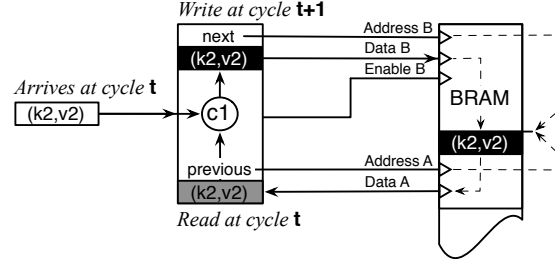 Write at cycle t+1
next
Address B
(k2,v2)
Data B
Enable B
Arrives at cycle t
(k2,v2)
c1
BRAM
(k2,v2)
previous
Address A
(k2,v2)
Data A
Read at cycle t